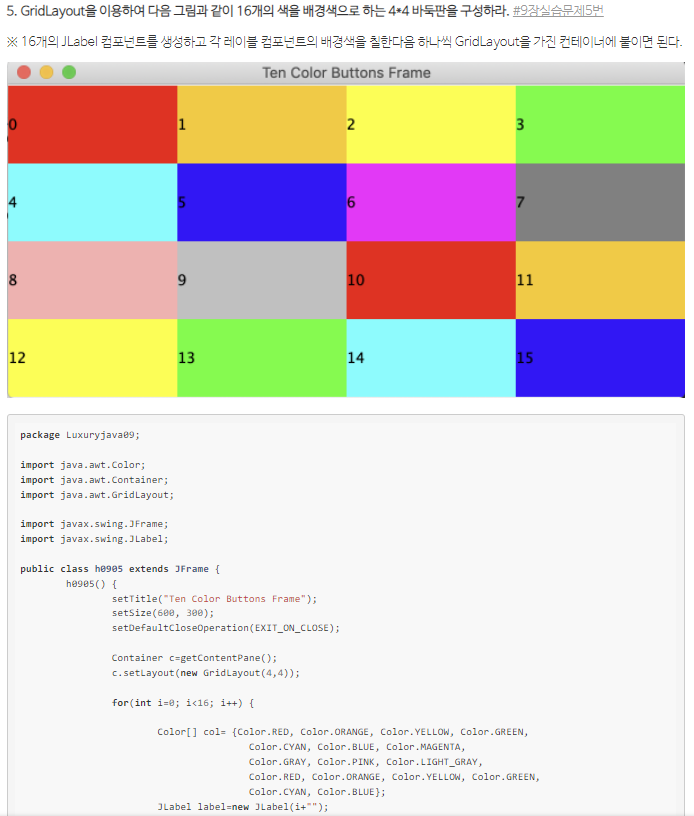 5. GridLayout을 이용하여 다음 그림과 같이 16개의 색을 배경색으로 하는 4*4 바둑판을 구성하라. #9장실습문제5번
※ 16개의 JLabel 컴포넌트를 생성하고 각 레이블 컴포넌트의 배경색을 칠한다음 하나씩 GridLayout을 가진 컨테이너에 붙이면 된다.
Ten Color Buttons Frame
0 1 2 3
4 5 6 7
8 9 10 11
12 13 14 15
package Luxuryjava09;
import java.awt.Color;
import java.awt.Container;
import java.awt.GridLayout;
import javax.swing.JFrame;
import javax.swing.JLabel;
public class h0905 extends JFrame {
h0905() {
setTitle("Ten Color Buttons Frame");
setSize(600, 300);
setDefaultCloseOperation(EXIT_ON_CLOSE);
Container c=getContentPane();
c.setLayout(new GridLayout(4,4));
for(int i=0; i<16; i++) {
Color[] col= {Color.RED, Color.ORANGE, Color.YELLOW, Color.GREEN,
Color.CYAN, Color.BLUE, Color.MAGENTA,
Color.GRAY, Color.PINK, Color.LIGHT_GRAY,
Color.RED, Color.ORANGE, Color.YELLOW, Color.GREEN,
Color.CYAN, Color.BLUE};
JLabel label=new JLabel(i+"");